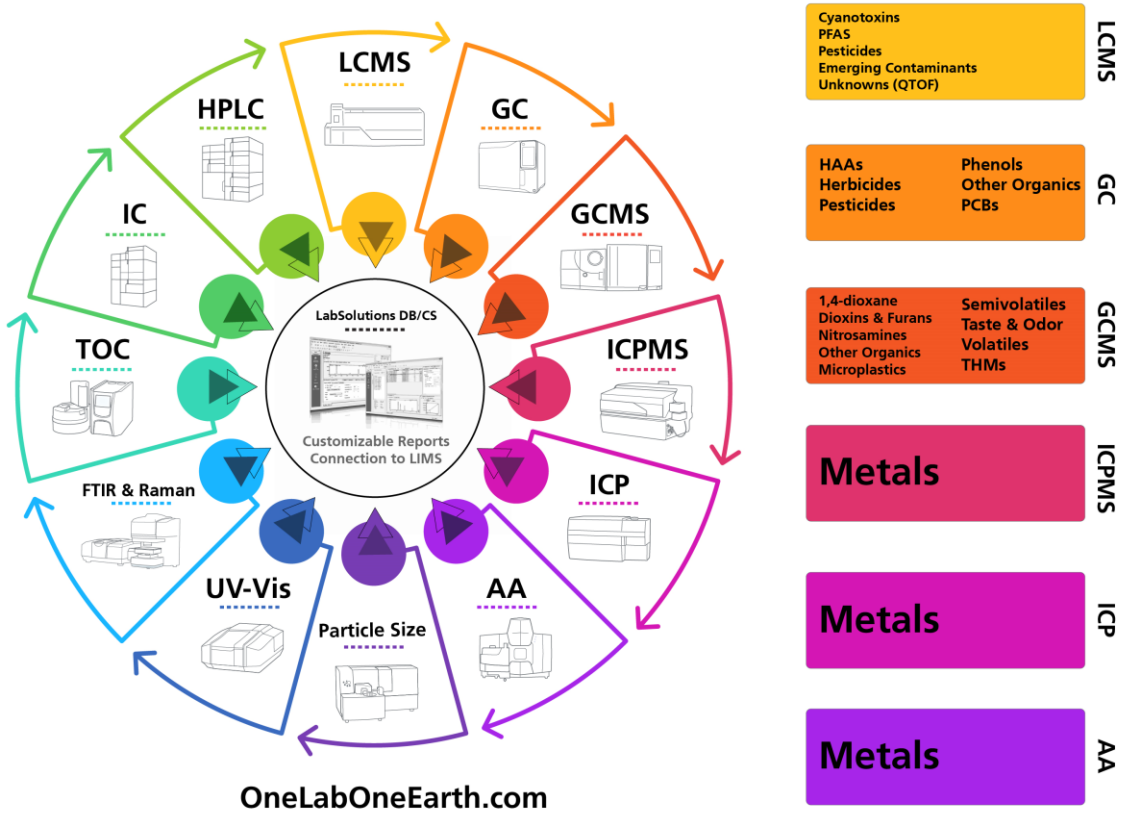 LCMS
GC
GCMS
ICPMS
ICP
AA
Particle Size
UV-Vis
FTIR & Raman
TOC
IC
HPLC
LabSolutions DB/CS
Customizable Reports
Connection to LIMS
OneLabOneEarth.com
Cyanotoxins
PFAS
Pesticides
Emerging Contaminants
Unknowns (QTOF)
LCMS
HAAs
Herbicides
Pesticides
Phenols
Other Organics
PCBs
GC
1,4-dioxane
Dioxins & Furans
Nitrosamines
Other Organics
Microplastics
Semivolatiles
Taste & Odor
Volatiles
THMs
GCMS
Metals
ICPMS
Metals
ICP
Metals
AA